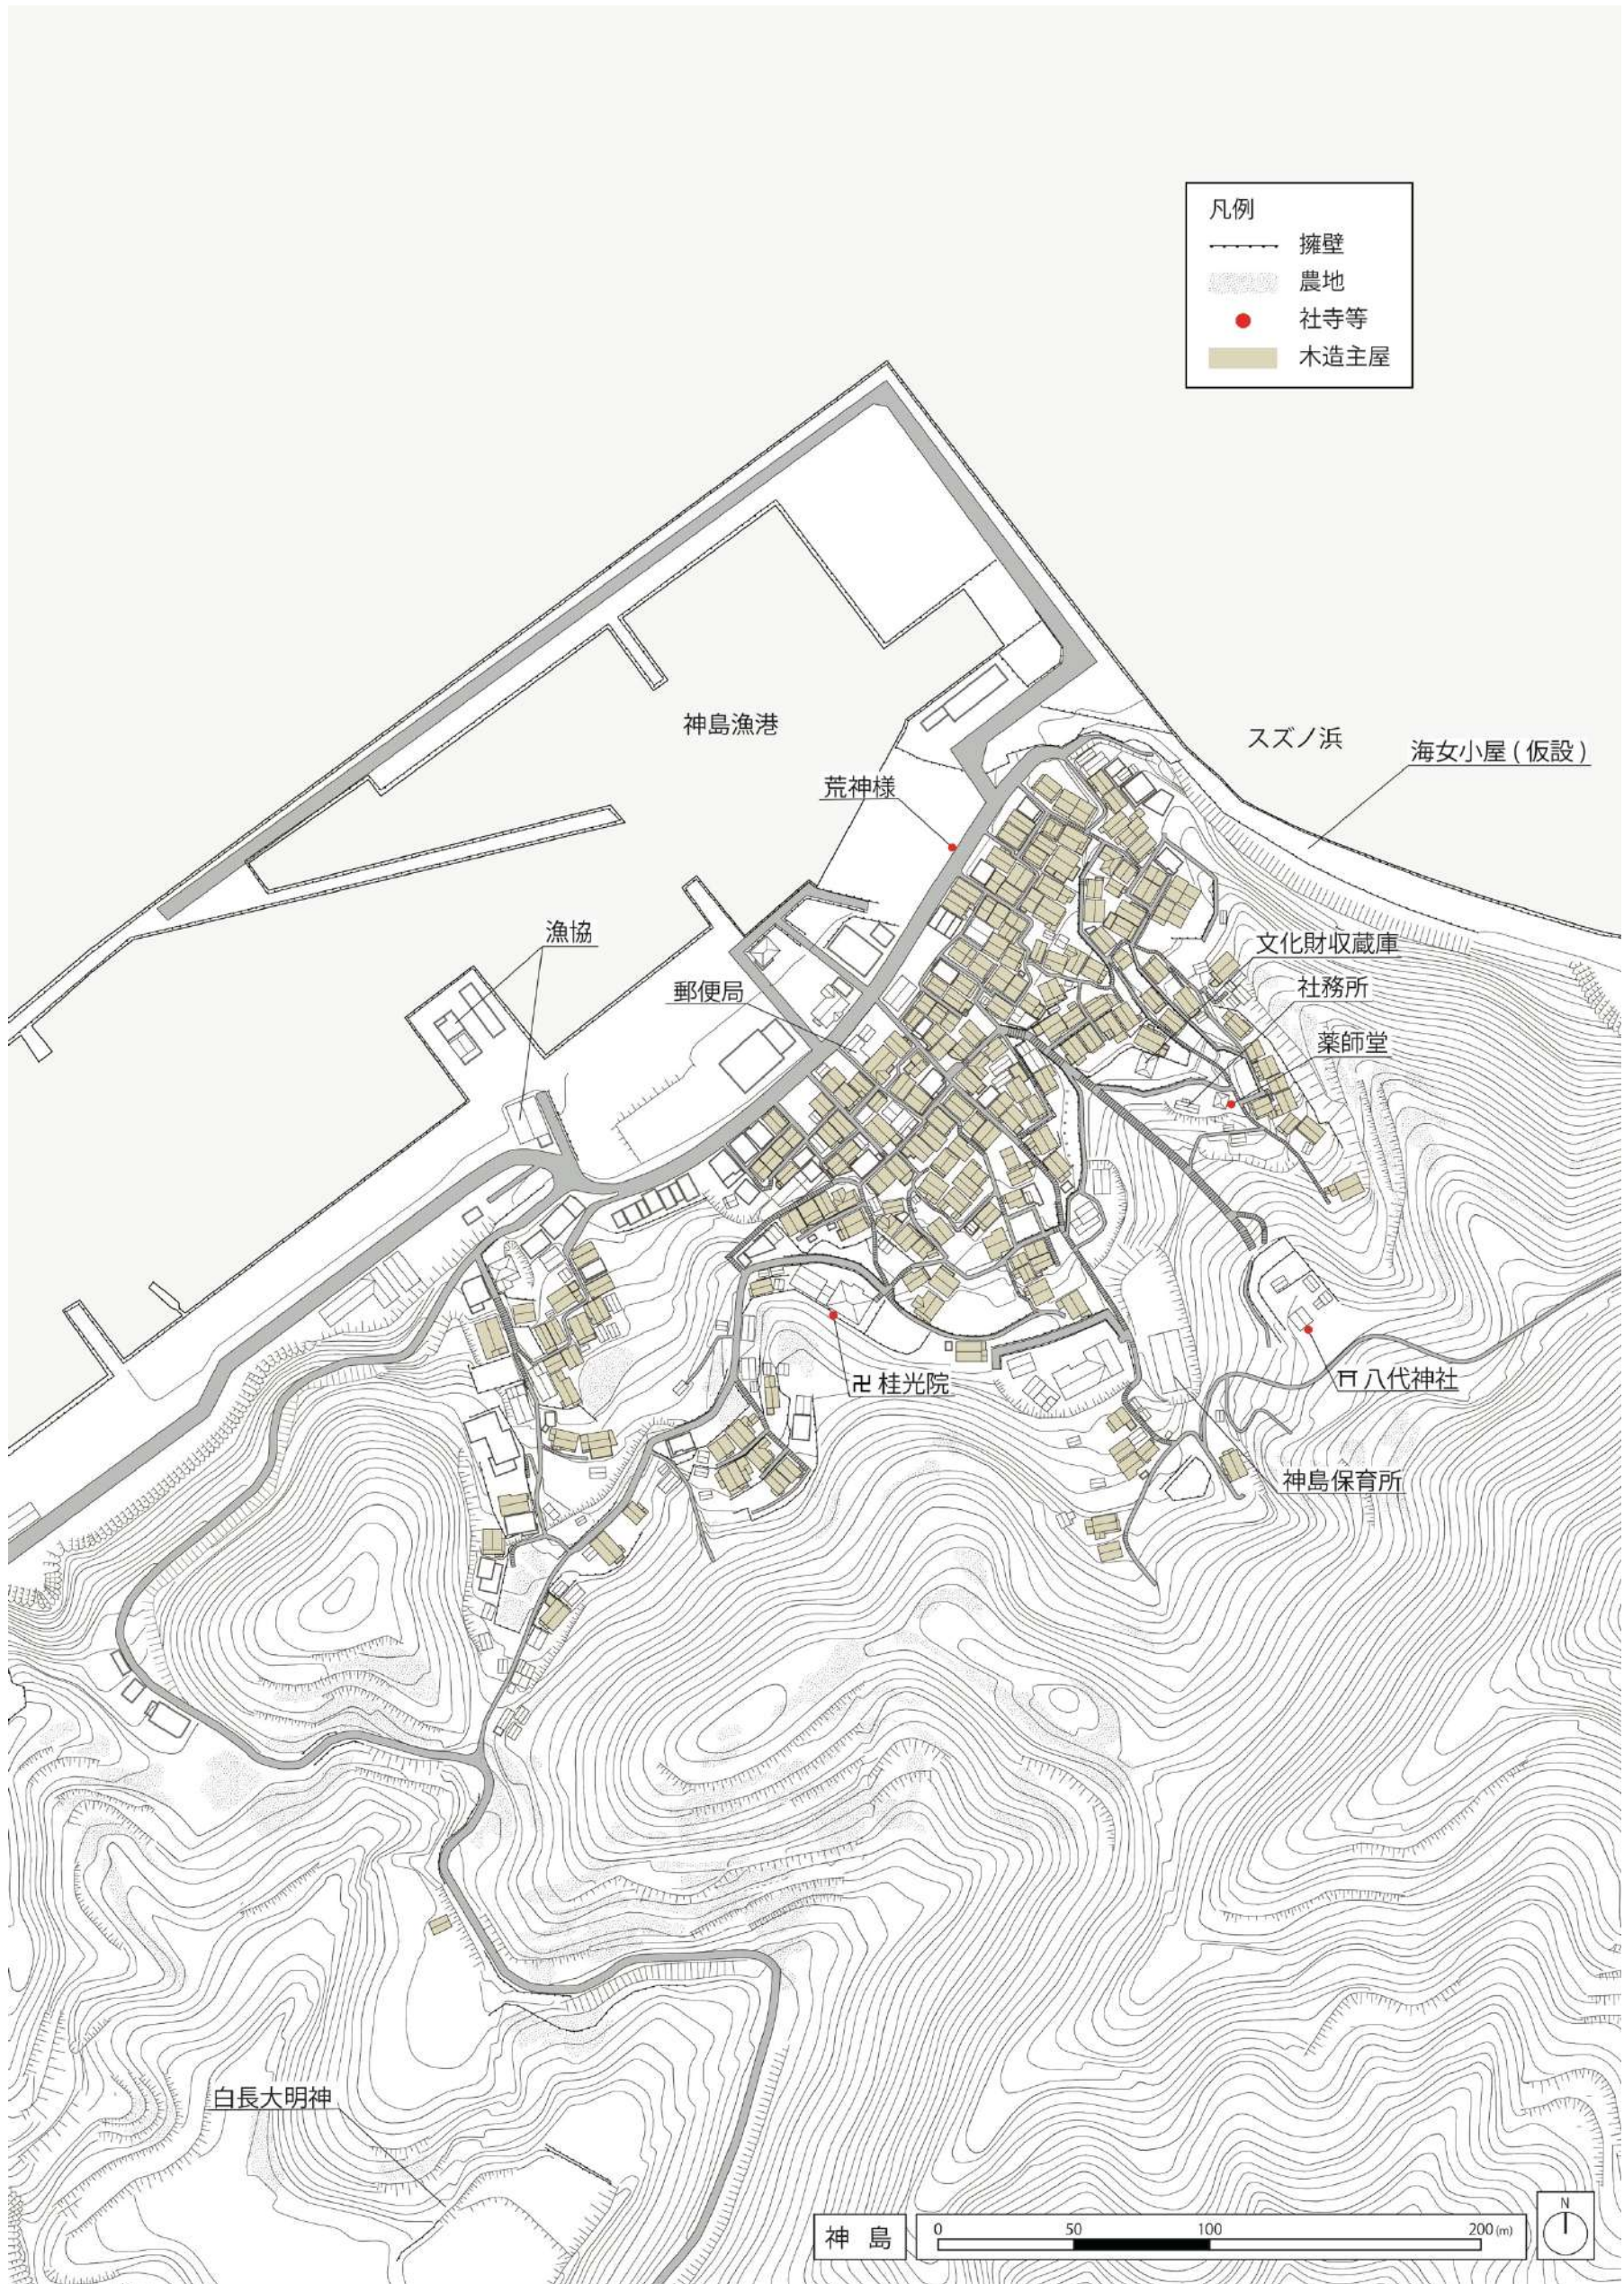 凡例
擁壁
農地
社寺等
木造主屋
神島漁港
スズノ浜
海女小屋 ( 仮設 )
荒神様
漁協
文化財収蔵庫
郵便局
社務所
薬師堂
卍 桂光院
⛩ 八代神社
神島保育所
白長大明神
神 島
0 50 100 200 (m)
N